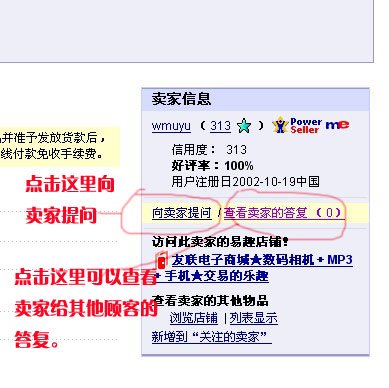 卖家信息
wmuyu ( 313 ★ ) Power Seller me
信用度： 313
好评率：100%
用户注册日2002-10-19中国
品并准予发放货款后，
线付款免收手续费。
点击这里向
卖家提问
向卖家提问 / 查看卖家的答复 ( 0 )
访问此卖家的易趣店铺！
友联电子商城★数码相机+MP3
+手机★交易的乐趣
点击这里可以查看
卖家给其他顾客的
答复。
查看卖家的其他物品
浏览店铺 | 列表显示
新增到“关注的卖家”